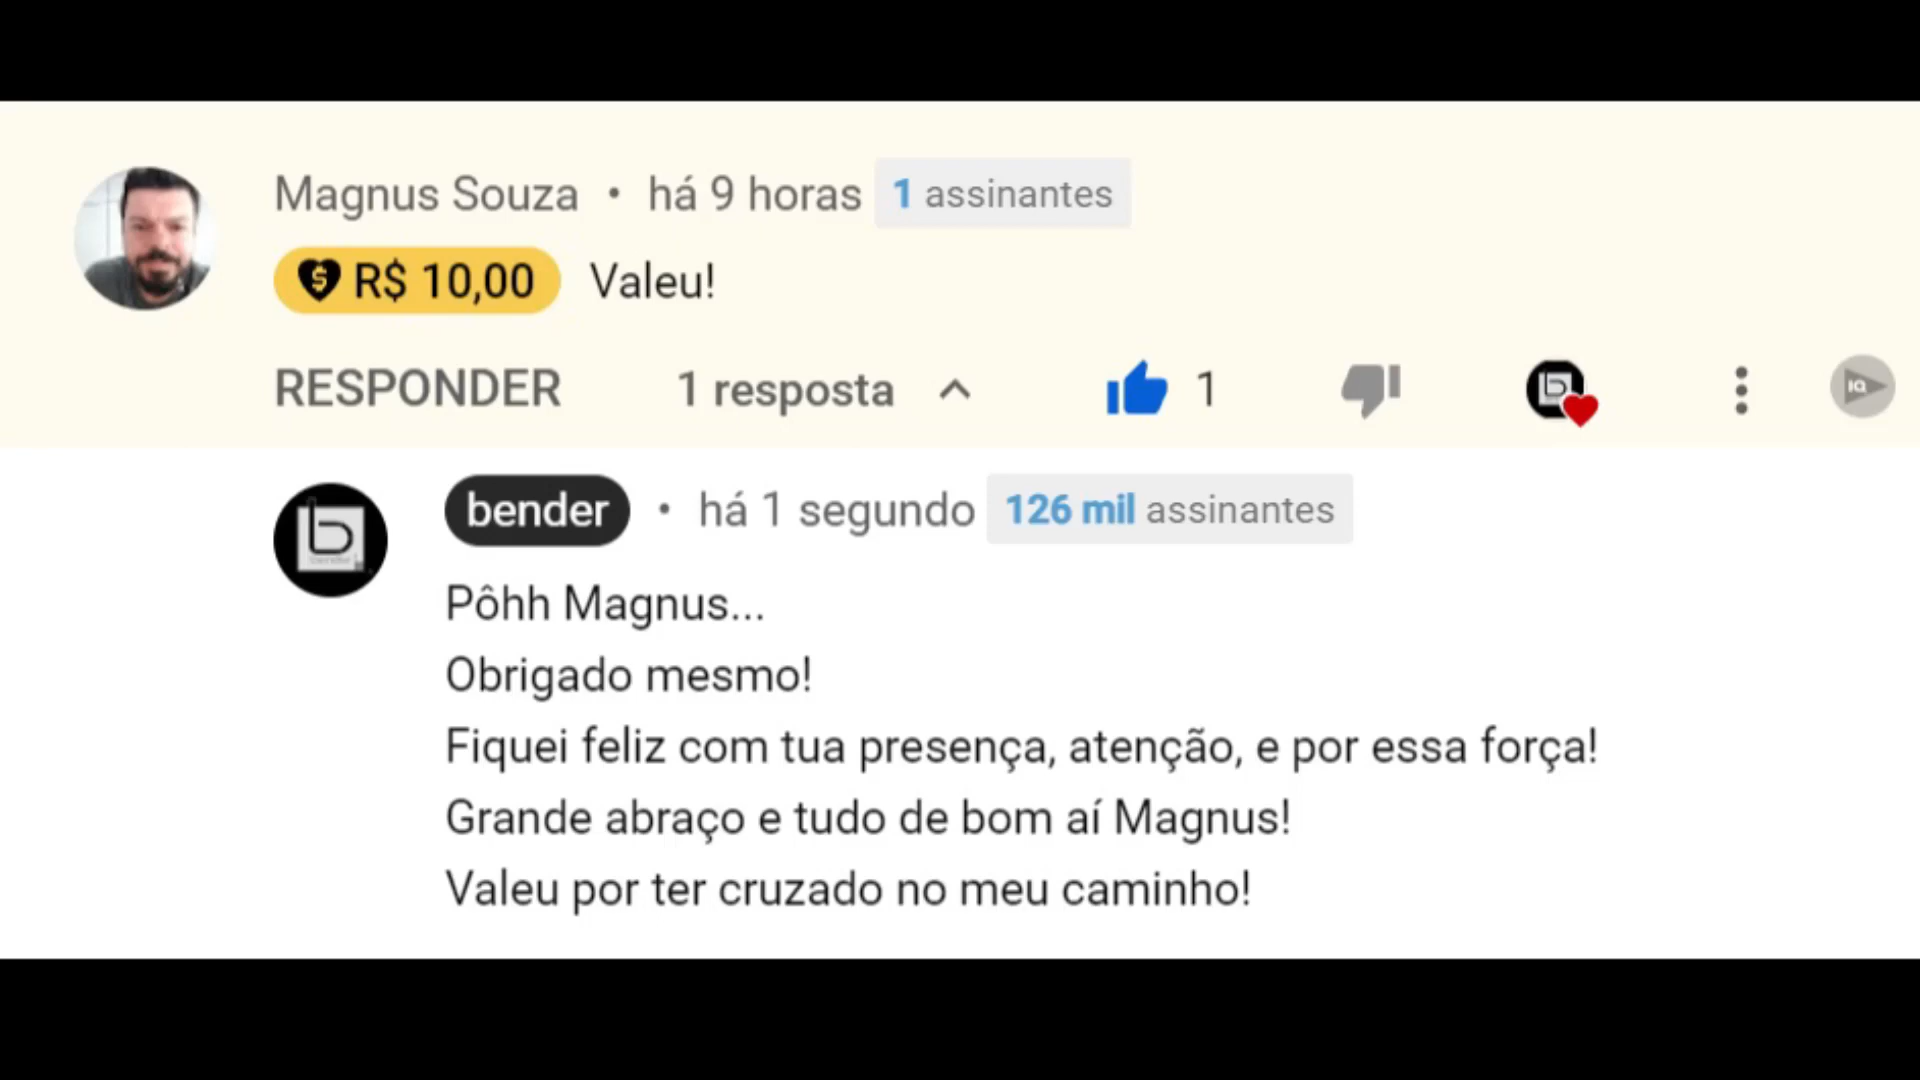 Magnus Souza • há 9 horas 1 assinantes
R$ 10,00 Valeu!
RESPONDER 1 resposta 1
bender • há 1 segundo 126 mil assinantes
Pôhh Magnus...
Obrigado mesmo!
Fiquei feliz com tua presença, atenção, e por essa força!
Grande abraço e tudo de bom aí Magnus!
Valeu por ter cruzado no meu caminho!